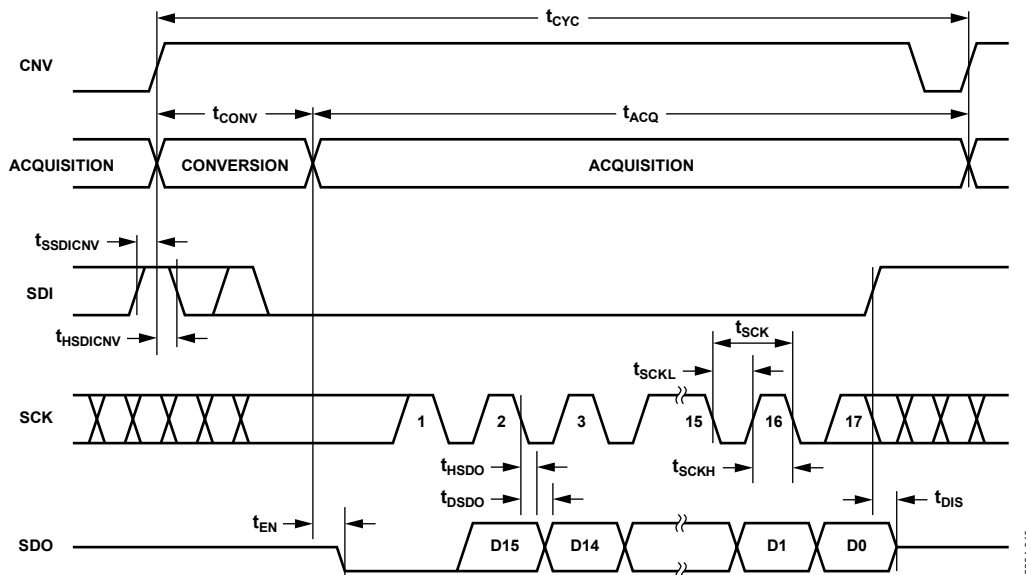 tCYC
CNV
tCONV
tACQ
ACQUISITION
CONVERSION
ACQUISITION
tSSDICNV
SDI
tHSDICNV
tSCK
tSCKL
SCK
1
2
3
15
16
17
tHSDO
tSCKH
tDSDO
tDIS
tEN
SDO
D15
D14
D1
D0